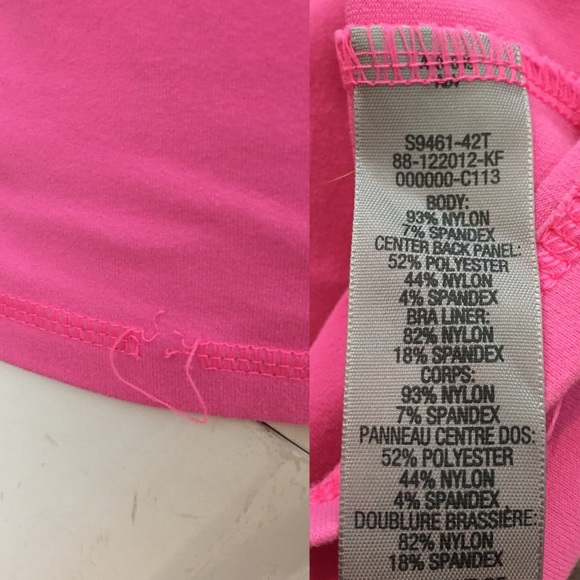 S9461-42T
88-122012-KF
000000-C113
BODY:
93% NYLON
7% SPANDEX
CENTER BACK PANEL:
52% POLYESTER
44% NYLON
4% SPANDEX
BRA LINER:
82% NYLON
18% SPANDEX
CORPS:
93% NYLON
7% SPANDEX
PANNEAU CENTRE DOS:
52% POLYESTER
44% NYLON
4% SPANDEX
DOUBLURE BRASSIÈRE:
82% NYLON
18% SPANDEX